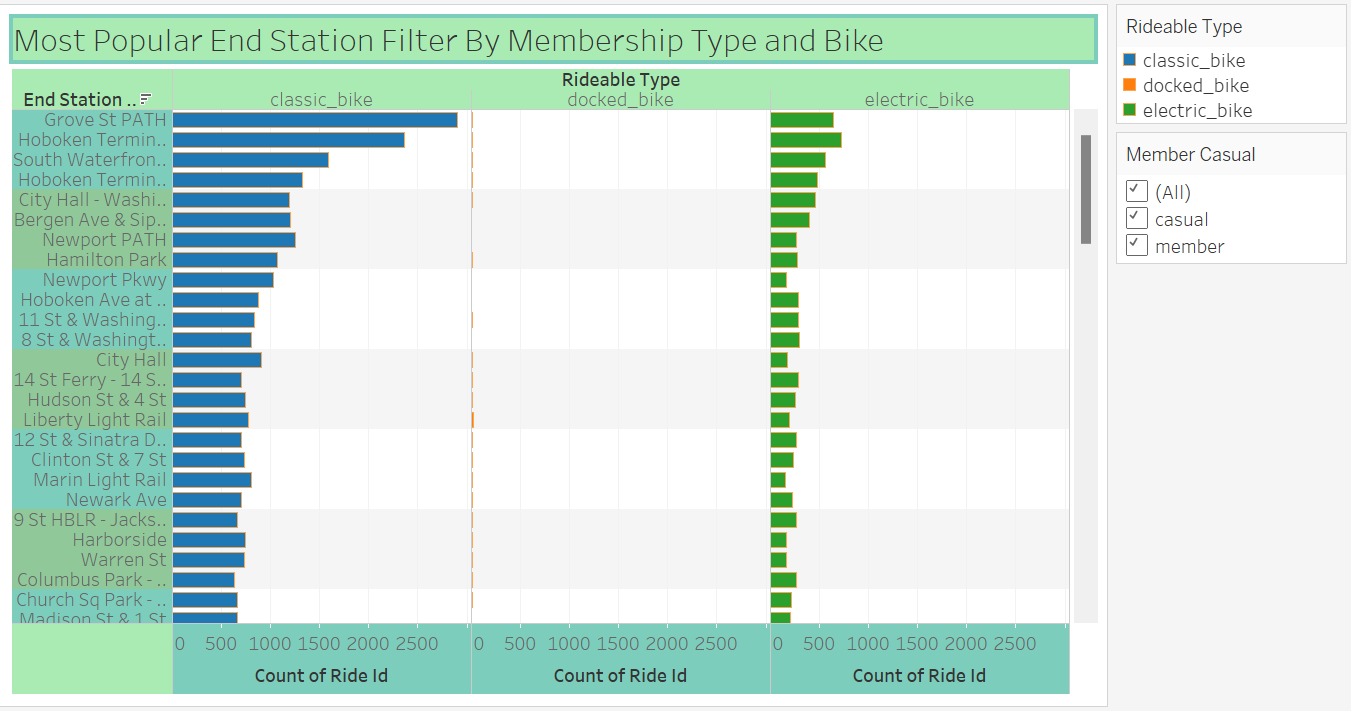 Most Popular End Station Filter By Membership Type and Bike
Rideable Type
End Station ..
classic_bike docked_bike electric_bike
Grove St PATH
Hoboken Termin..
South Waterfron..
Hoboken Termin..
City Hall - Washi..
Bergen Ave & Sip..
Newport PATH
Hamilton Park
Newport Pkwy
Hoboken Ave at ..
11 St & Washing..
8 St & Washingt..
City Hall
14 St Ferry - 14 S..
Hudson St & 4 St
Liberty Light Rail
12 St & Sinatra D..
Clinton St & 7 St
Marin Light Rail
Newark Ave
9 St HBLR - Jacks..
Harborside
Warren St
Columbus Park - ..
Church Sq Park - ..
Madison St & 1 St
0 500 1000 1500 2000 2500 0 500 1000 1500 2000 2500 0 500 1000 1500 2000 2500
Count of Ride Id Count of Ride Id Count of Ride Id
Rideable Type
classic_bike
docked_bike
electric_bike
Member Casual
(All)
casual
member